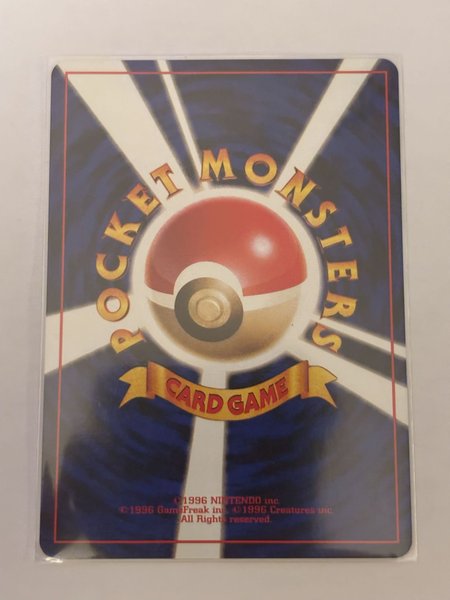 POCKET MONSTERS
CARD GAME
©1996 NINTENDO inc.
©1996 GameFreak inc. ©1996 Creatures inc.
All Rights reserved.